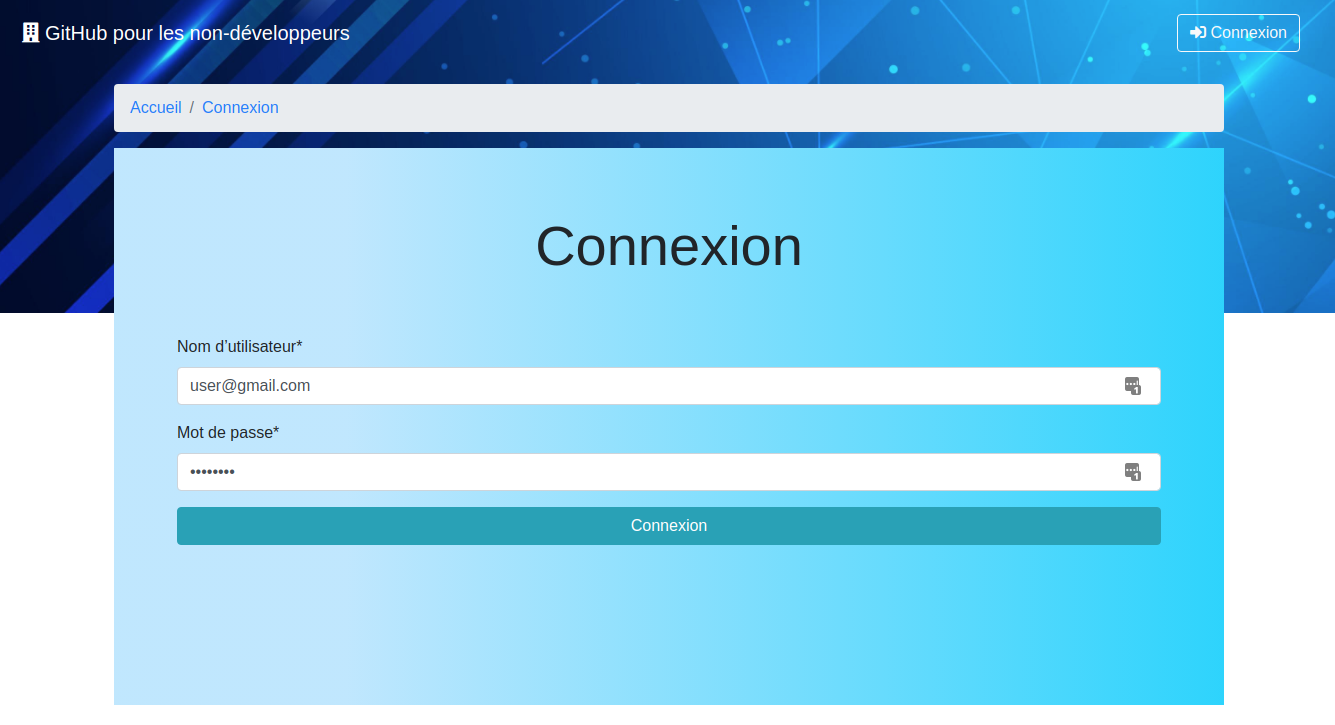 GitHub pour les non-développeurs
Connexion
Accueil / Connexion
Connexion
Nom d’utilisateur*
user@gmail.com
Mot de passe*
••••••••
Connexion